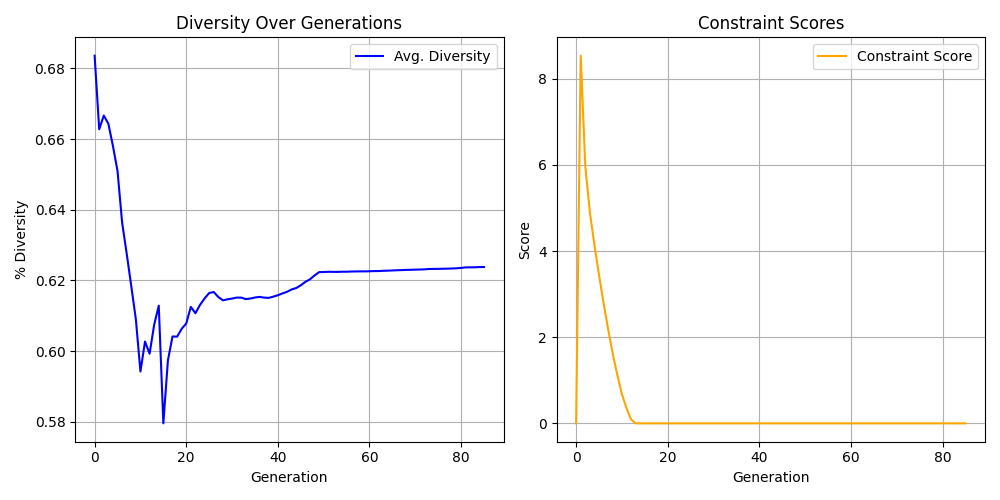 Diversity Over Generations
Avg. Diversity
% Diversity
0.68
0.66
0.64
0.62
0.60
0.58
0
20
40
60
80
Generation
Constraint Scores
Constraint Score
Score
8
6
4
2
0
0
20
40
60
80
Generation